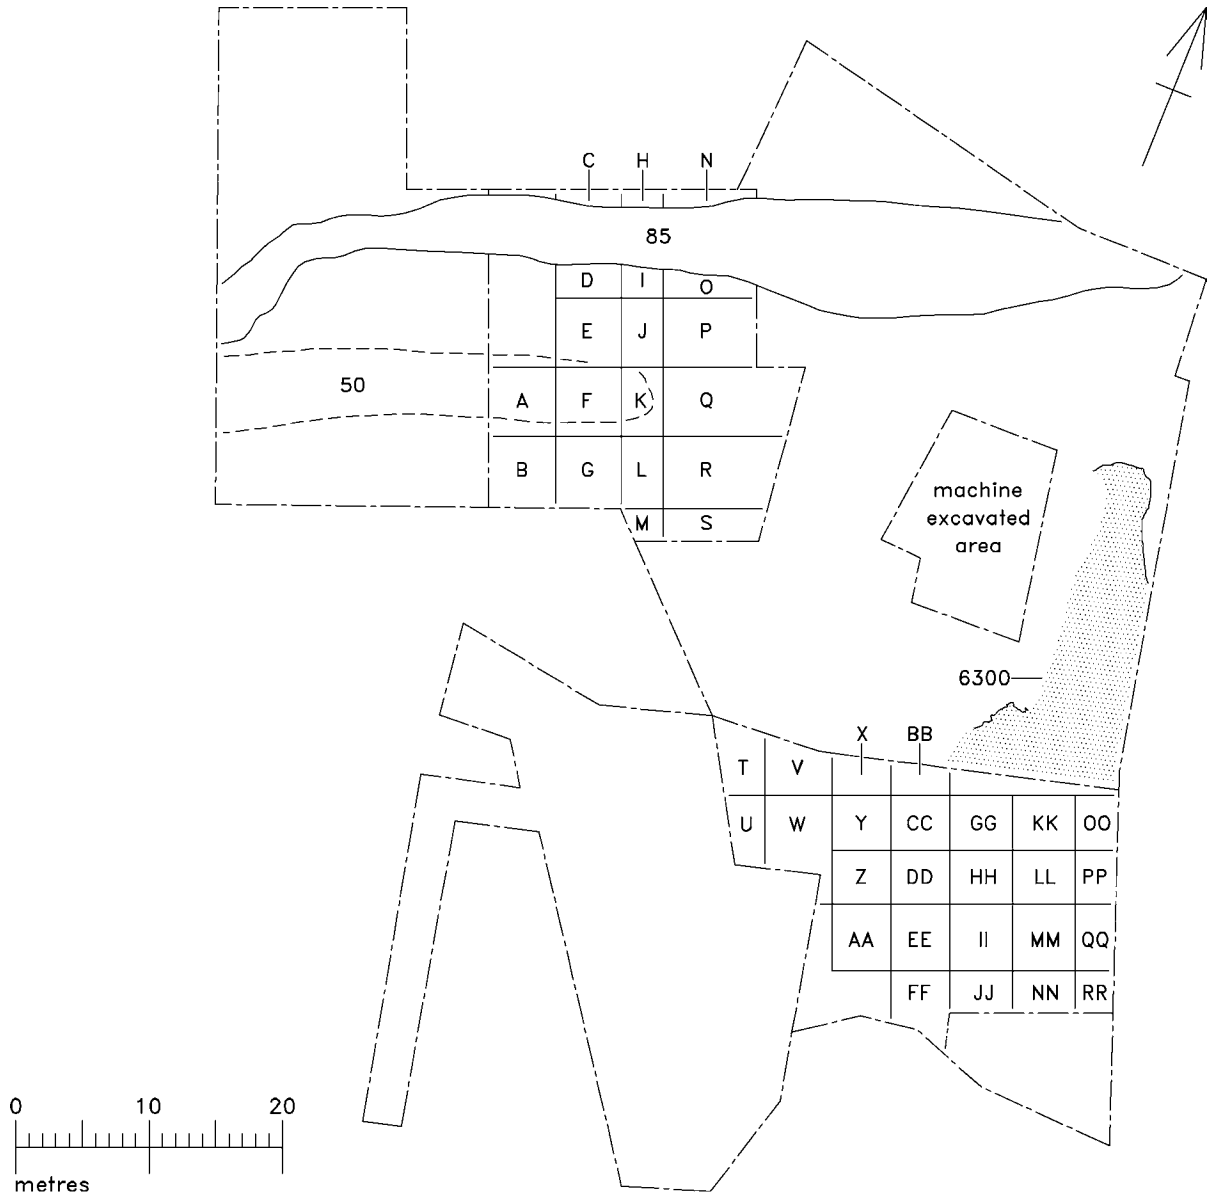 C H N
85
D I O
E J P
50
A F K Q
B G L R
machine
excavated
area
M S
6300
X BB
T V
U W Y CC GG KK OO
Z DD HH LL PP
AA EE II MM QQ
FF JJ NN RR
0 10 20
metres